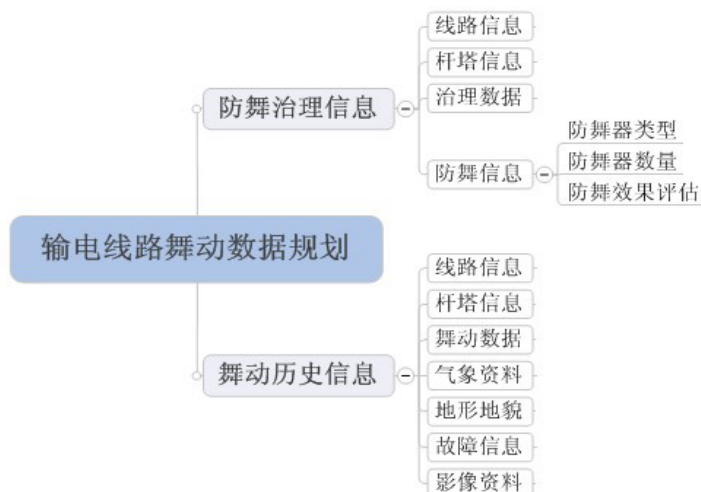 线路信息
杆塔信息
防舞治理信息
治理数据
防舞器类型
防舞信息
防舞器数量
防舞效果评估
输电线路舞动数据规划
线路信息
杆塔信息
舞动数据
舞动历史信息
气象资料
地形地貌
故障信息
影像资料